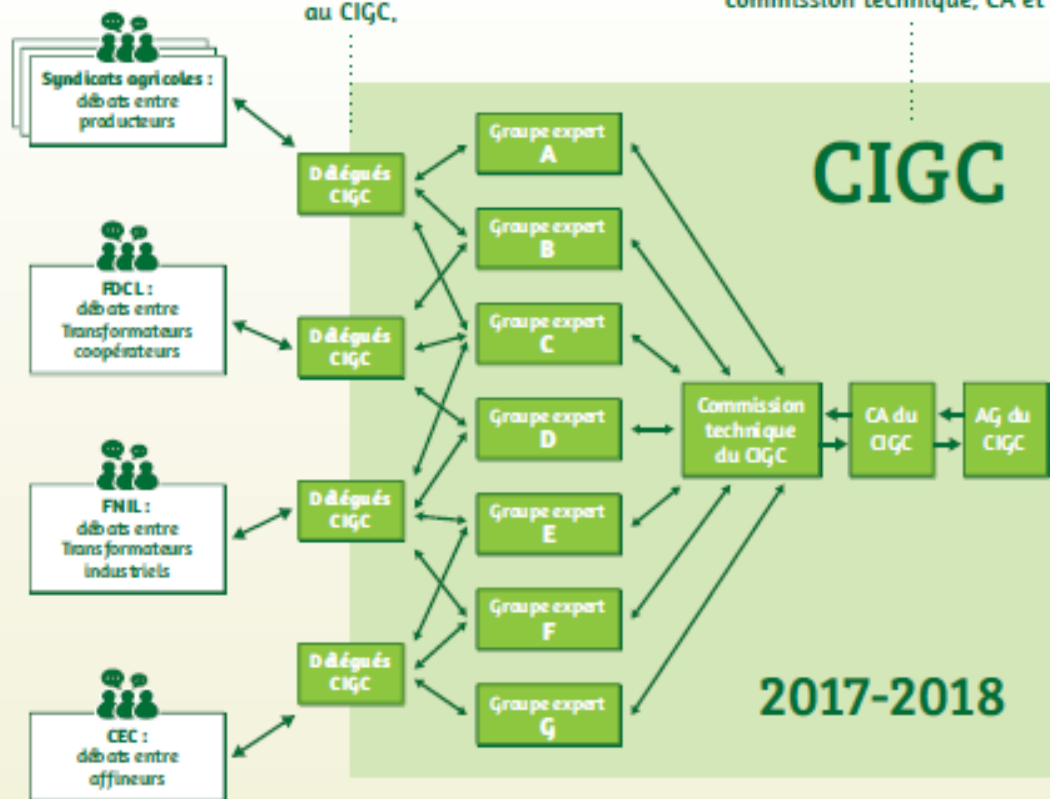 au CIGC,
commission technique, CA et
Syndicats agricoles :
débats entre
producteurs
FDCL :
débats entre
Transformateurs
coopérateurs
FNIL :
débats entre
Transformateurs
industriels
CEC :
débats entre
affineurs
Délégués
CIGC
Délégués
CIGC
Délégués
CIGC
Délégués
CIGC
Groupe expert
A
Groupe expert
B
Groupe expert
C
Groupe expert
D
Groupe expert
E
Groupe expert
F
Groupe expert
G
CIGC
Commission
technique
du CIGC
CA du
CIGC
AG du
CIGC
2017-2018